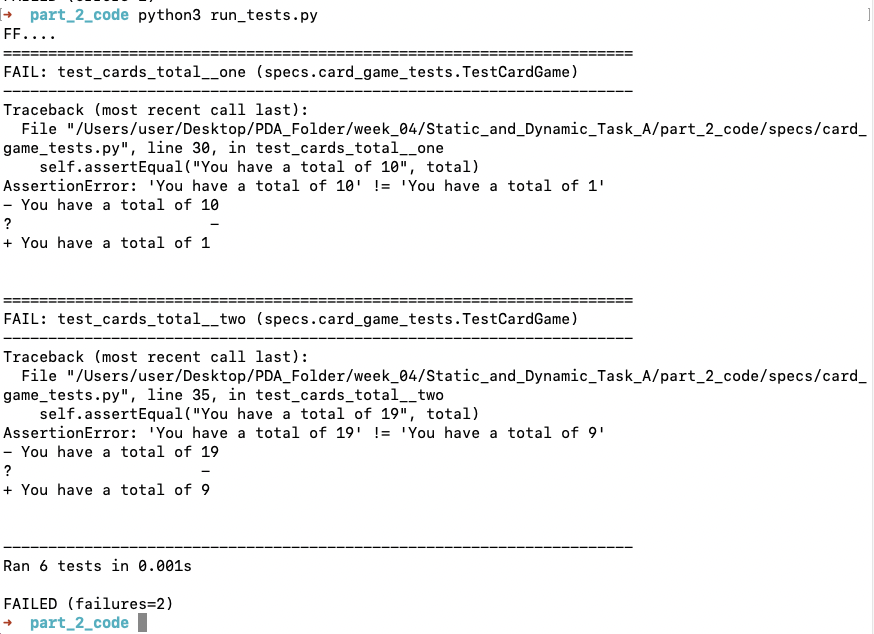 ➜  part_2_code python3 run_tests.py
FF....
======================================================================
FAIL: test_cards_total__one (specs.card_game_tests.TestCardGame)
----------------------------------------------------------------------
Traceback (most recent call last):
  File "/Users/user/Desktop/PDA_Folder/week_04/Static_and_Dynamic_Task_A/part_2_code/specs/card_
game_tests.py", line 30, in test_cards_total__one
    self.assertEqual("You have a total of 10", total)
AssertionError: 'You have a total of 10' != 'You have a total of 1'
- You have a total of 10
?                      -
+ You have a total of 1
======================================================================
FAIL: test_cards_total__two (specs.card_game_tests.TestCardGame)
----------------------------------------------------------------------
Traceback (most recent call last):
  File "/Users/user/Desktop/PDA_Folder/week_04/Static_and_Dynamic_Task_A/part_2_code/specs/card_
game_tests.py", line 35, in test_cards_total__two
    self.assertEqual("You have a total of 19", total)
AssertionError: 'You have a total of 19' != 'You have a total of 9'
- You have a total of 19
?                     -
+ You have a total of 9
----------------------------------------------------------------------
Ran 6 tests in 0.001s
FAILED (failures=2)
➜  part_2_code